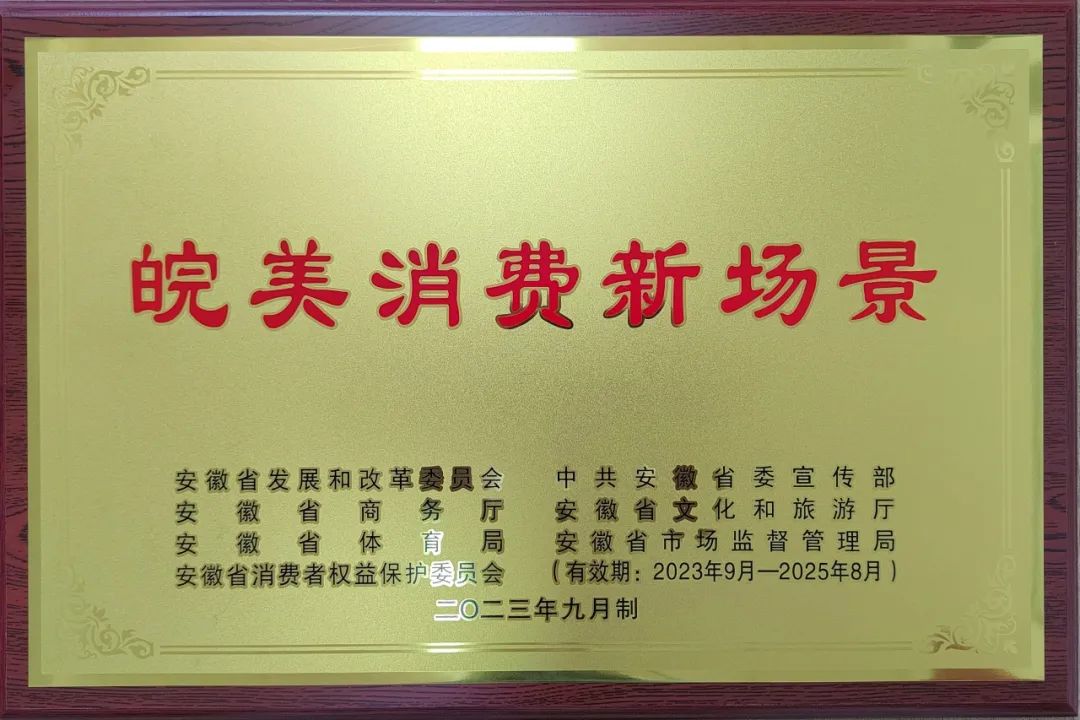 皖美消费新场景
安徽省发展和改革委员会 中共安徽省委宣传部
安徽省商务厅 安徽省文化和旅游厅
安徽省体育局 安徽省市场监督管理局
安徽省消费者权益保护委员会 (有效期：2023年9月—2025年8月)
二〇二三年九月制